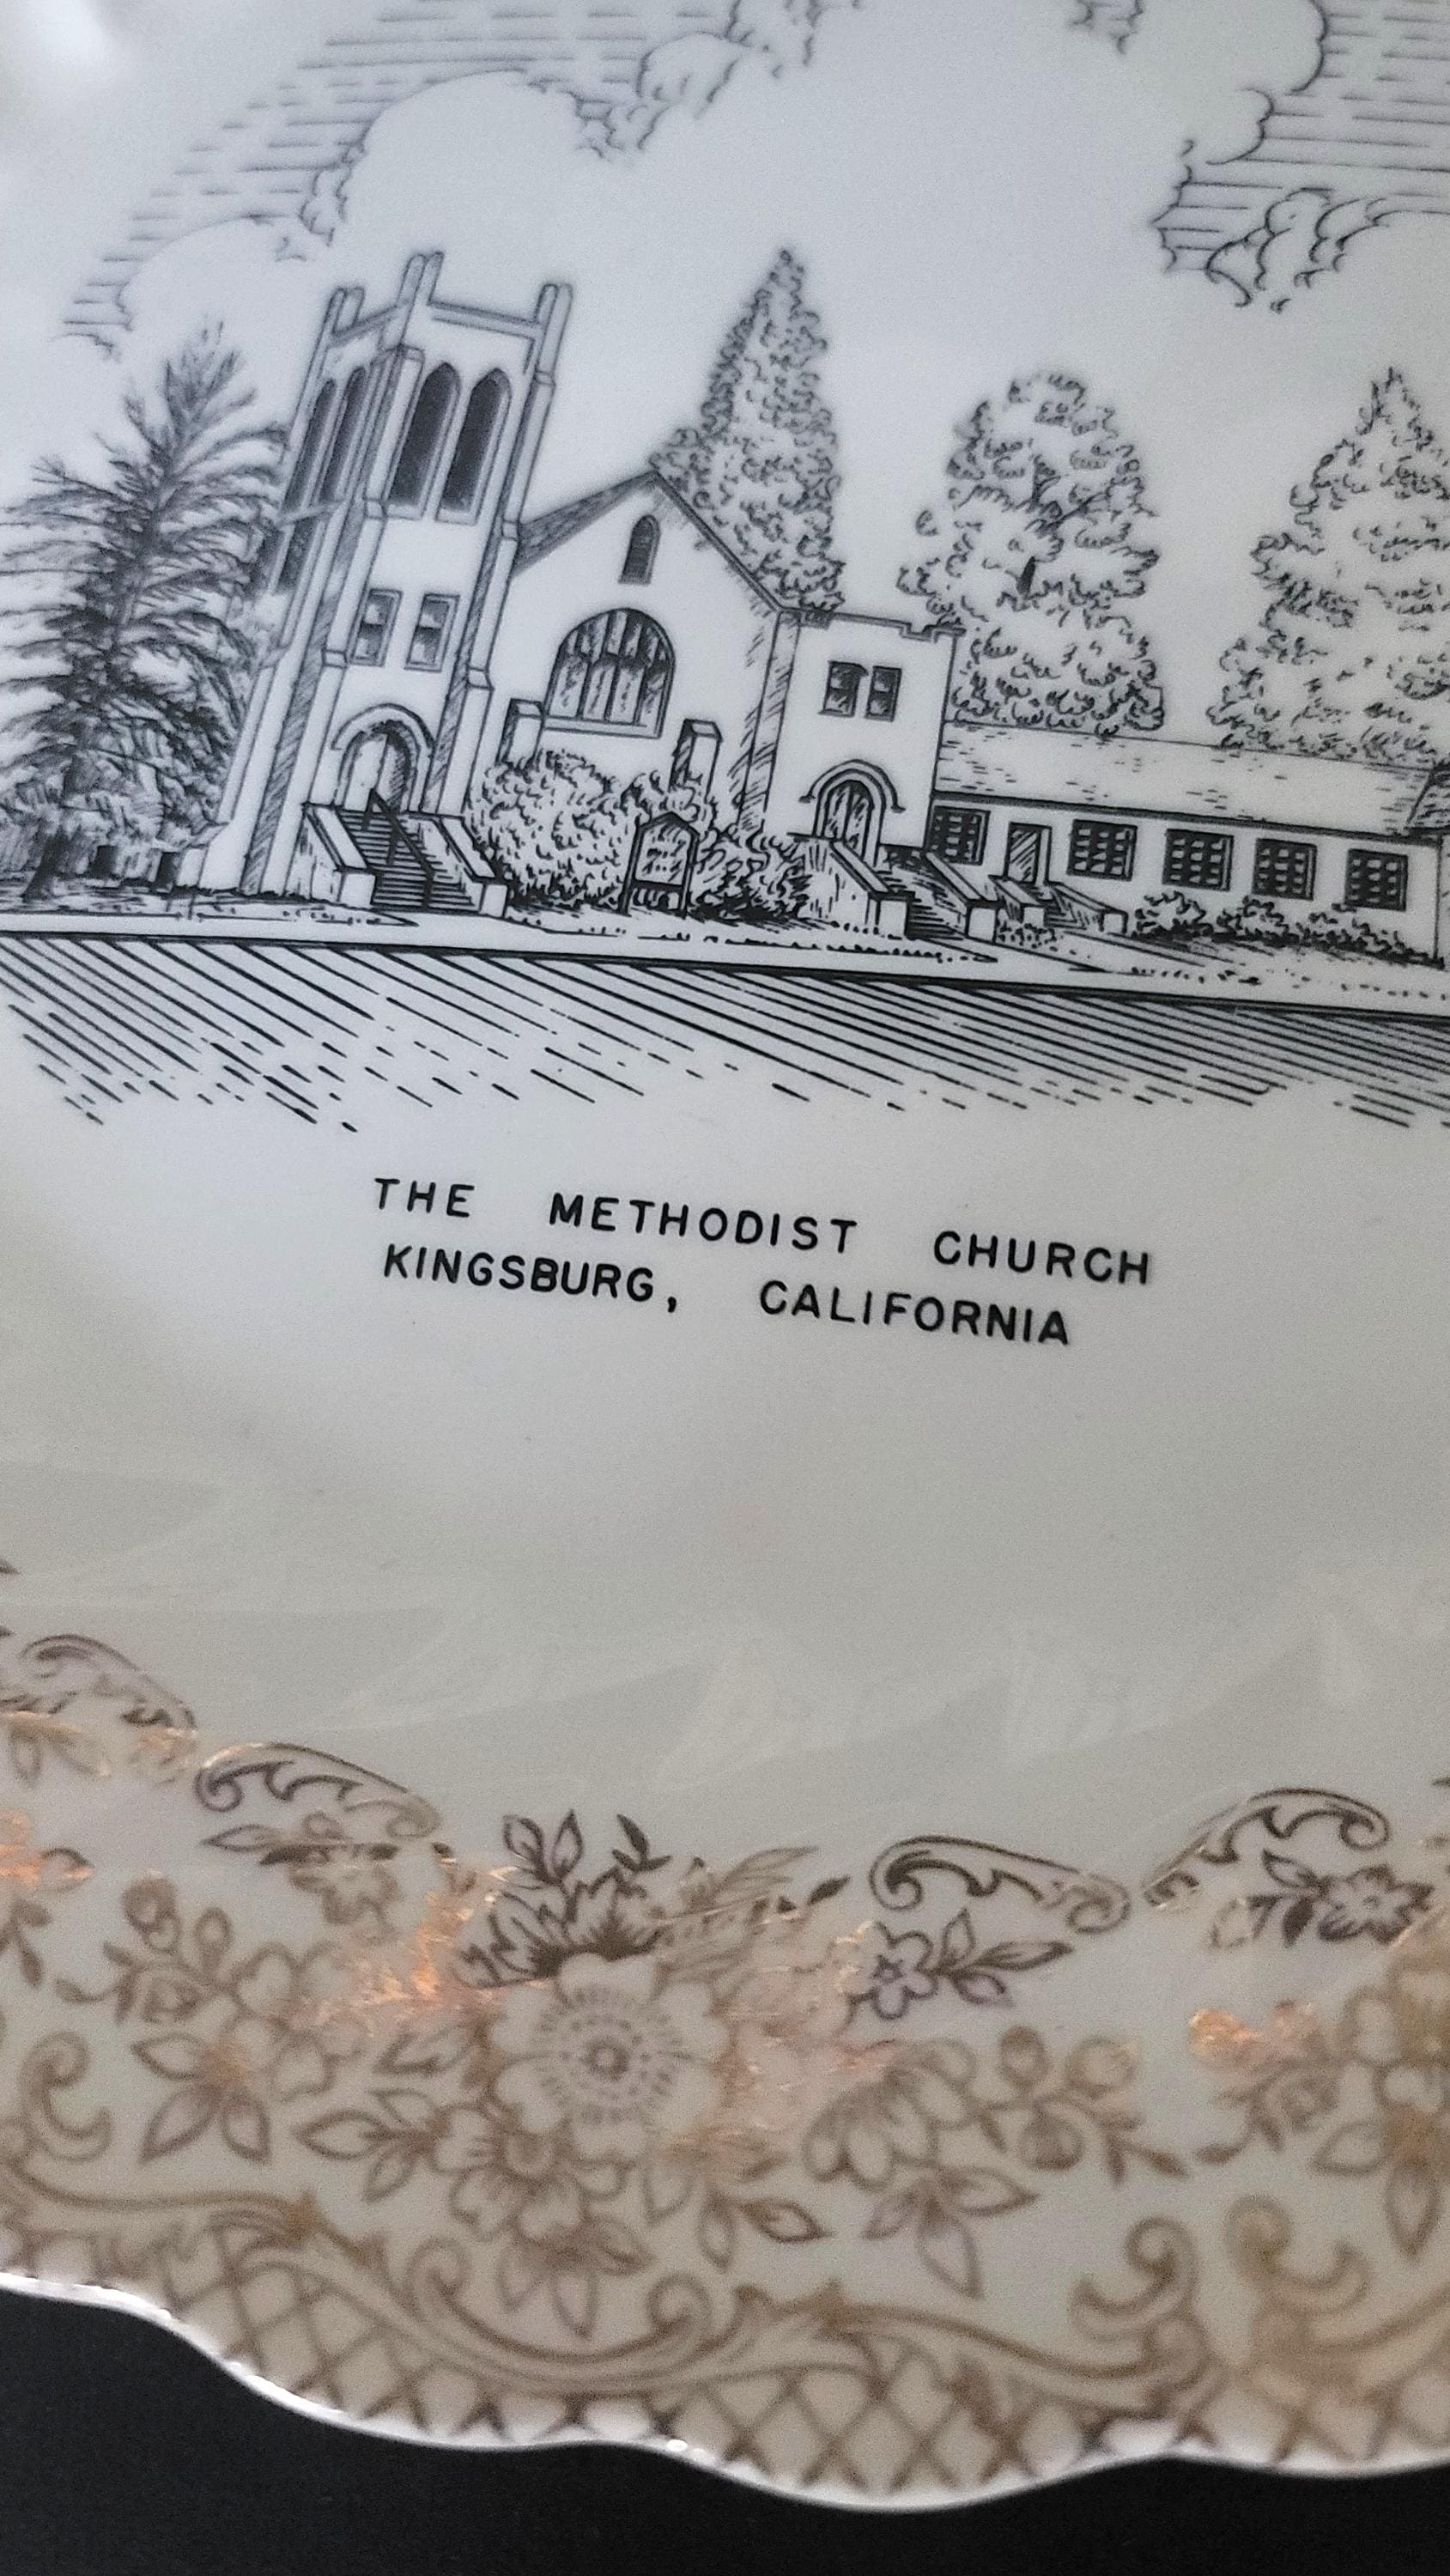 THE METHODIST CHURCH
KINGSBURG, CALIFORNIA